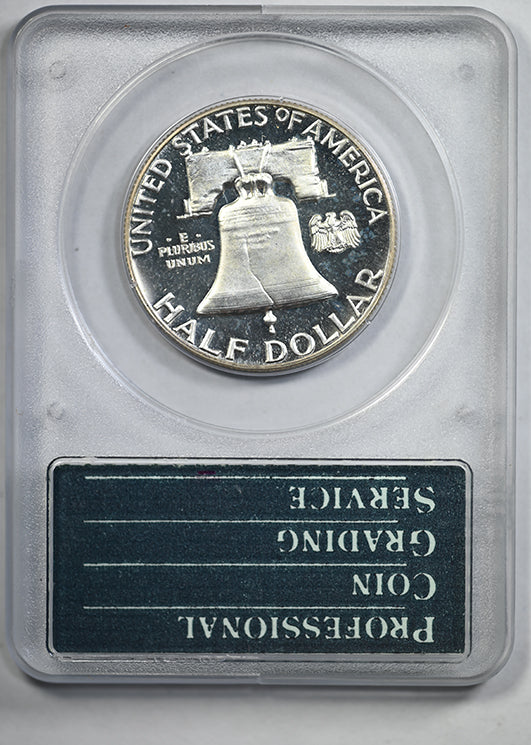 UNITED STATES OF AMERICA
- E -
PLURIBUS
UNUM
HALF DOLLAR
PROFESSIONAL
COIN
GRADING
SERVICE